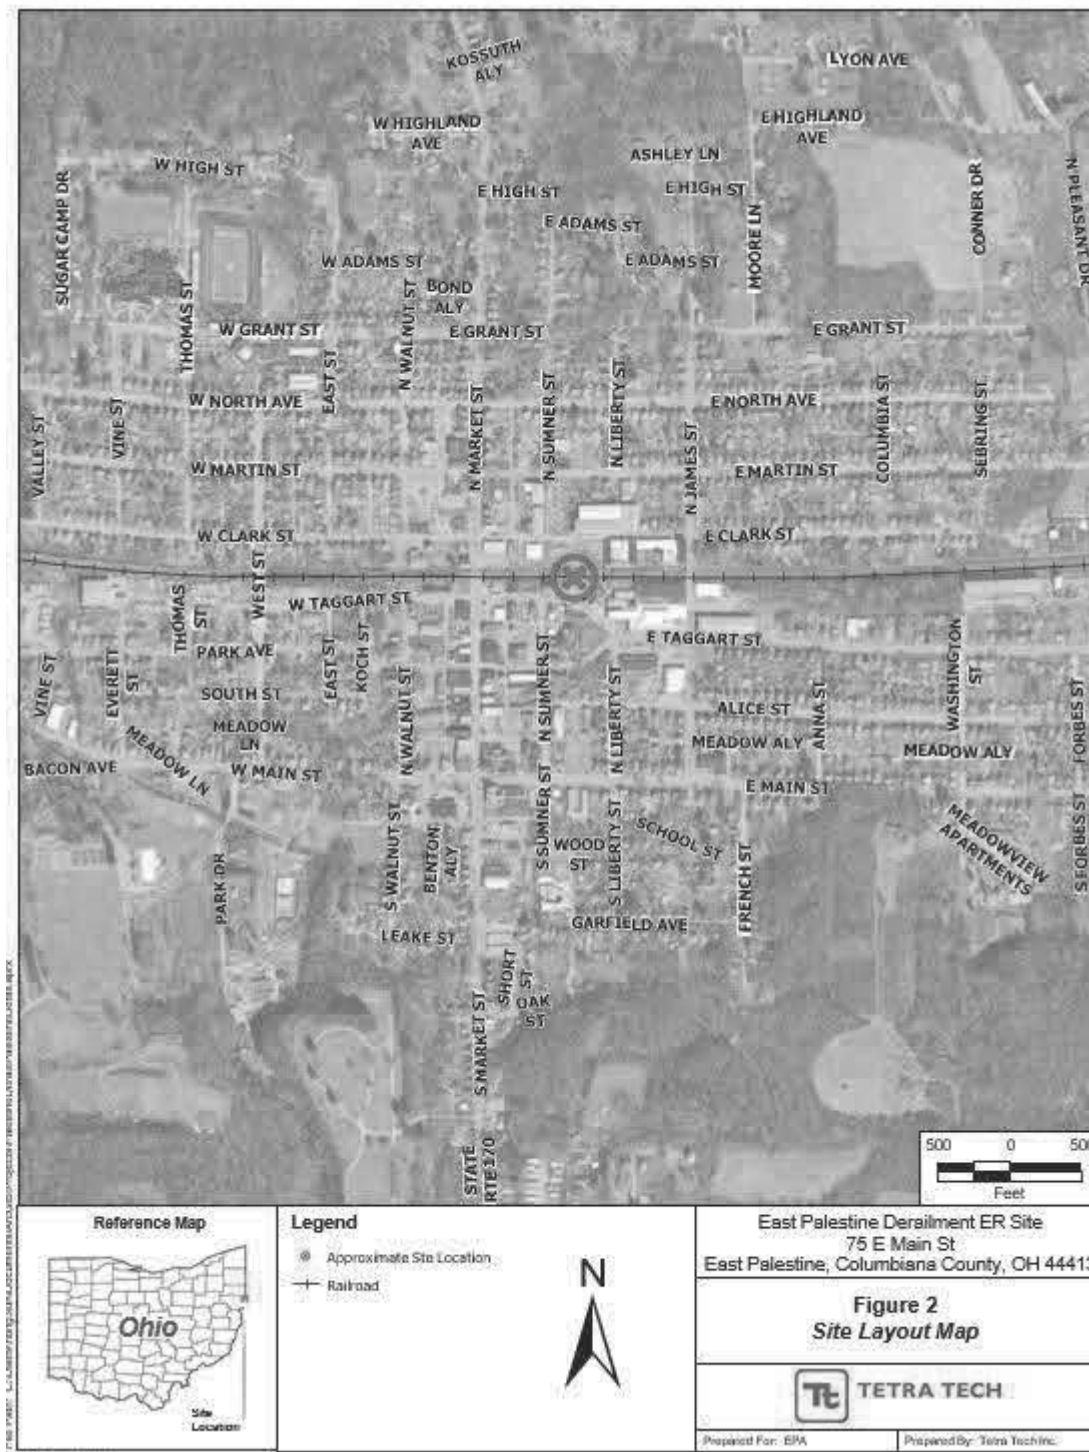 KOSSUTH
ALY
LYON AVE
W HIGHLAND
AVE
E HIGHLAND
AVE
W HIGH ST
ASHLEY LN
E HIGH ST
E HIGH ST
SUGAR CAMP DR
MOORE LN
CONNER DR
N PLEASANT DR
E ADAMS ST
W ADAMS ST
E ADAMS ST
BOND
ALY
THOMAS ST
N WALNUT ST
W GRANT ST
E GRANT ST
E GRANT ST
EAST ST
W NORTH AVE
E NORTH AVE
VALLEY ST
VINE ST
N MARKET ST
N SUMNER ST
N LIBERTY ST
N JAMES ST
COLUMBIA ST
SEBRING ST
W MARTIN ST
E MARTIN ST
W CLARK ST
E CLARK ST
WEST ST
THOMAS
ST
W TAGGART ST
E TAGGART ST
PARK AVE
VINE ST
EVERETT
ST
EAST ST
KOCH ST
SOUTH ST
N WALNUT ST
N SUMNER ST
N LIBERTY ST
ALICE ST
ANNA ST
WASHINGTON
ST
FORBES ST
MEADOW
LN
MEADOW LN
MEADOW ALY
MEADOW ALY
BACON AVE
W MAIN ST
E MAIN ST
S WALNUT ST
BENTON
ALY
S SUMNER ST
WOOD
ST
S LIBERTY ST
SCHOOL ST
FRENCH ST
MEADOWVIEW
APARTMENTS
S FORBES ST
PARK DR
LEAKE ST
GARFIELD AVE
SHORT
ST
OAK
ST
S MARKET ST
STATE
RTE 170
500 0 500
Feet
Reference Map
Ohio
Site
Location
Legend
Approximate Site Location
Railroad
N
East Palestine Derailment ER Site
75 E Main St
East Palestine, Columbiana County, OH 44413
Figure 2
Site Layout Map
Tt TETRA TECH
Prepared For: EPA
Prepared By: Tetra Tech Inc.